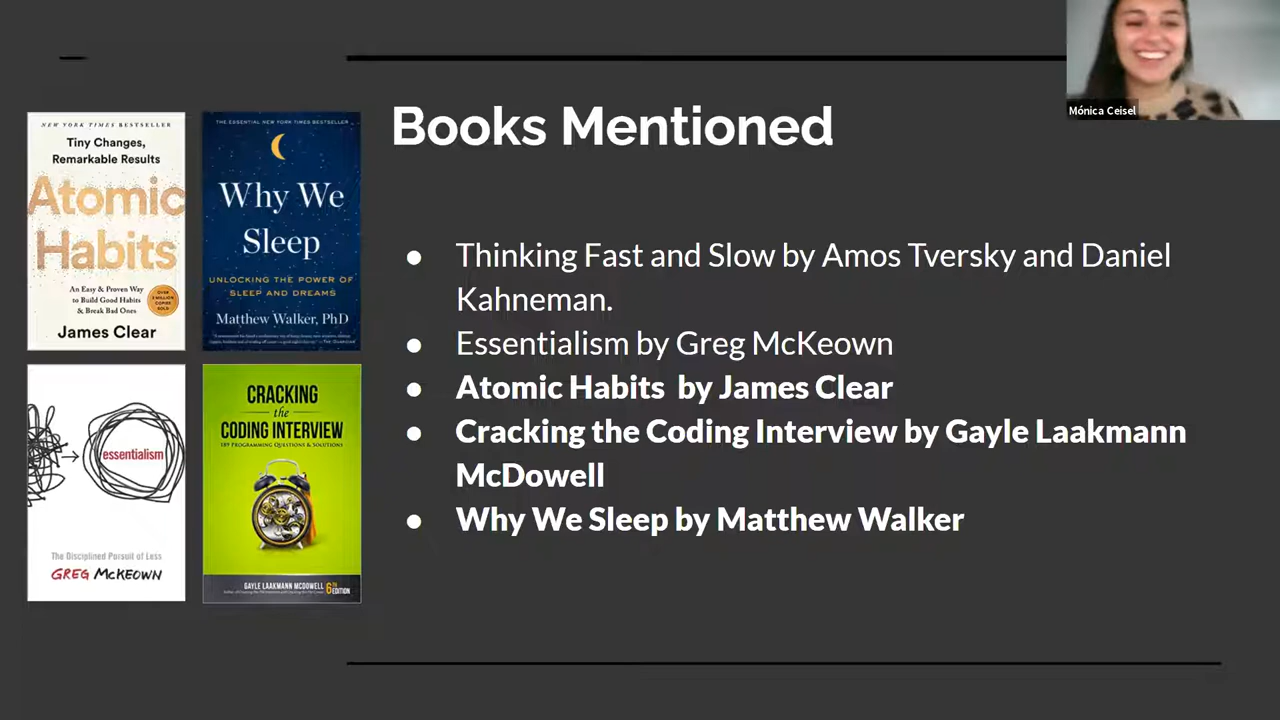 Mónica Ceisel
Books Mentioned
Thinking Fast and Slow by Amos Tversky and Daniel
Kahneman.
Essentialism by Greg McKeown
Atomic Habits by James Clear
Cracking the Coding Interview by Gayle Laakmann
McDowell
Why We Sleep by Matthew Walker
NEW YORK TIMES BESTSELLER
Tiny Changes,
Remarkable Results
Atomic
Habits
An Easy & Proven Way
to Build Good Habits
& Break Bad Ones
James Clear
THE ESSENTIAL NEW YORK TIMES BESTSELLER
Why We
Sleep
UNLOCKING THE POWER OF
SLEEP AND DREAMS
Matthew Walker, PhD
essentialism
The Disciplined Pursuit of Less
GREG MCKEOWN
CRACKING
the
CODING INTERVIEW
189 PROGRAMMING QUESTIONS & SOLUTIONS
GAYLE LAAKMANN MCDOWELL
6TH
EDITION